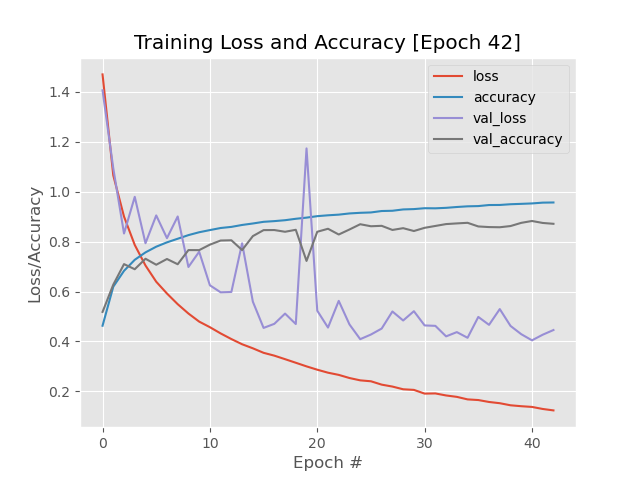 Training Loss and Accuracy [Epoch 42]
loss
accuracy
val_loss
val_accuracy
Loss/Accuracy
1.4
1.2
1.0
0.8
0.6
0.4
0.2
0
10
20
30
40
Epoch #